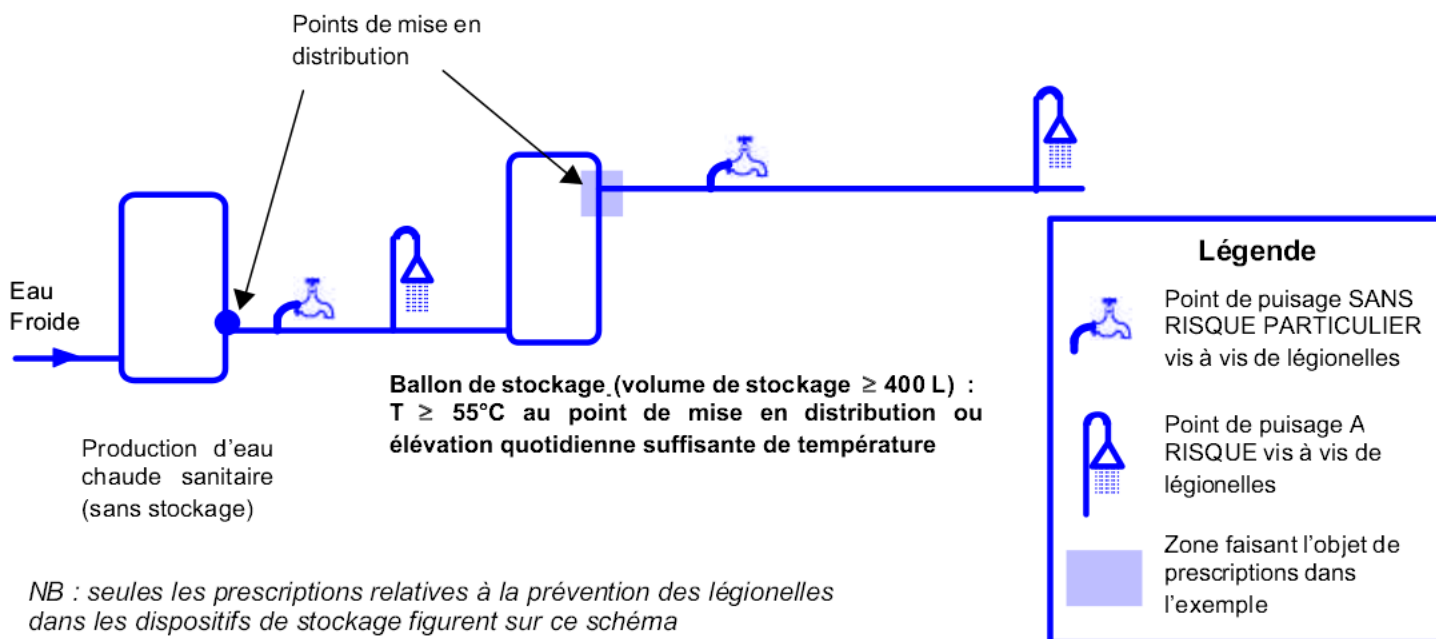 Points de mise en
distribution
Eau
Froide
Ballon de stockage (volume de stockage ≥ 400 L) :
T ≥ 55°C au point de mise en distribution ou
élévation quotidienne suffisante de température
Production d'eau
chaude sanitaire
(sans stockage)
NB : seules les prescriptions relatives à la prévention des légionelles
dans les dispositifs de stockage figurent sur ce schéma
Légende
Point de puisage SANS
RISQUE PARTICULIER
vis à vis de légionelles
Point de puisage A
RISQUE vis à vis de
légionelles
Zone faisant l'objet de
prescriptions dans
l'exemple